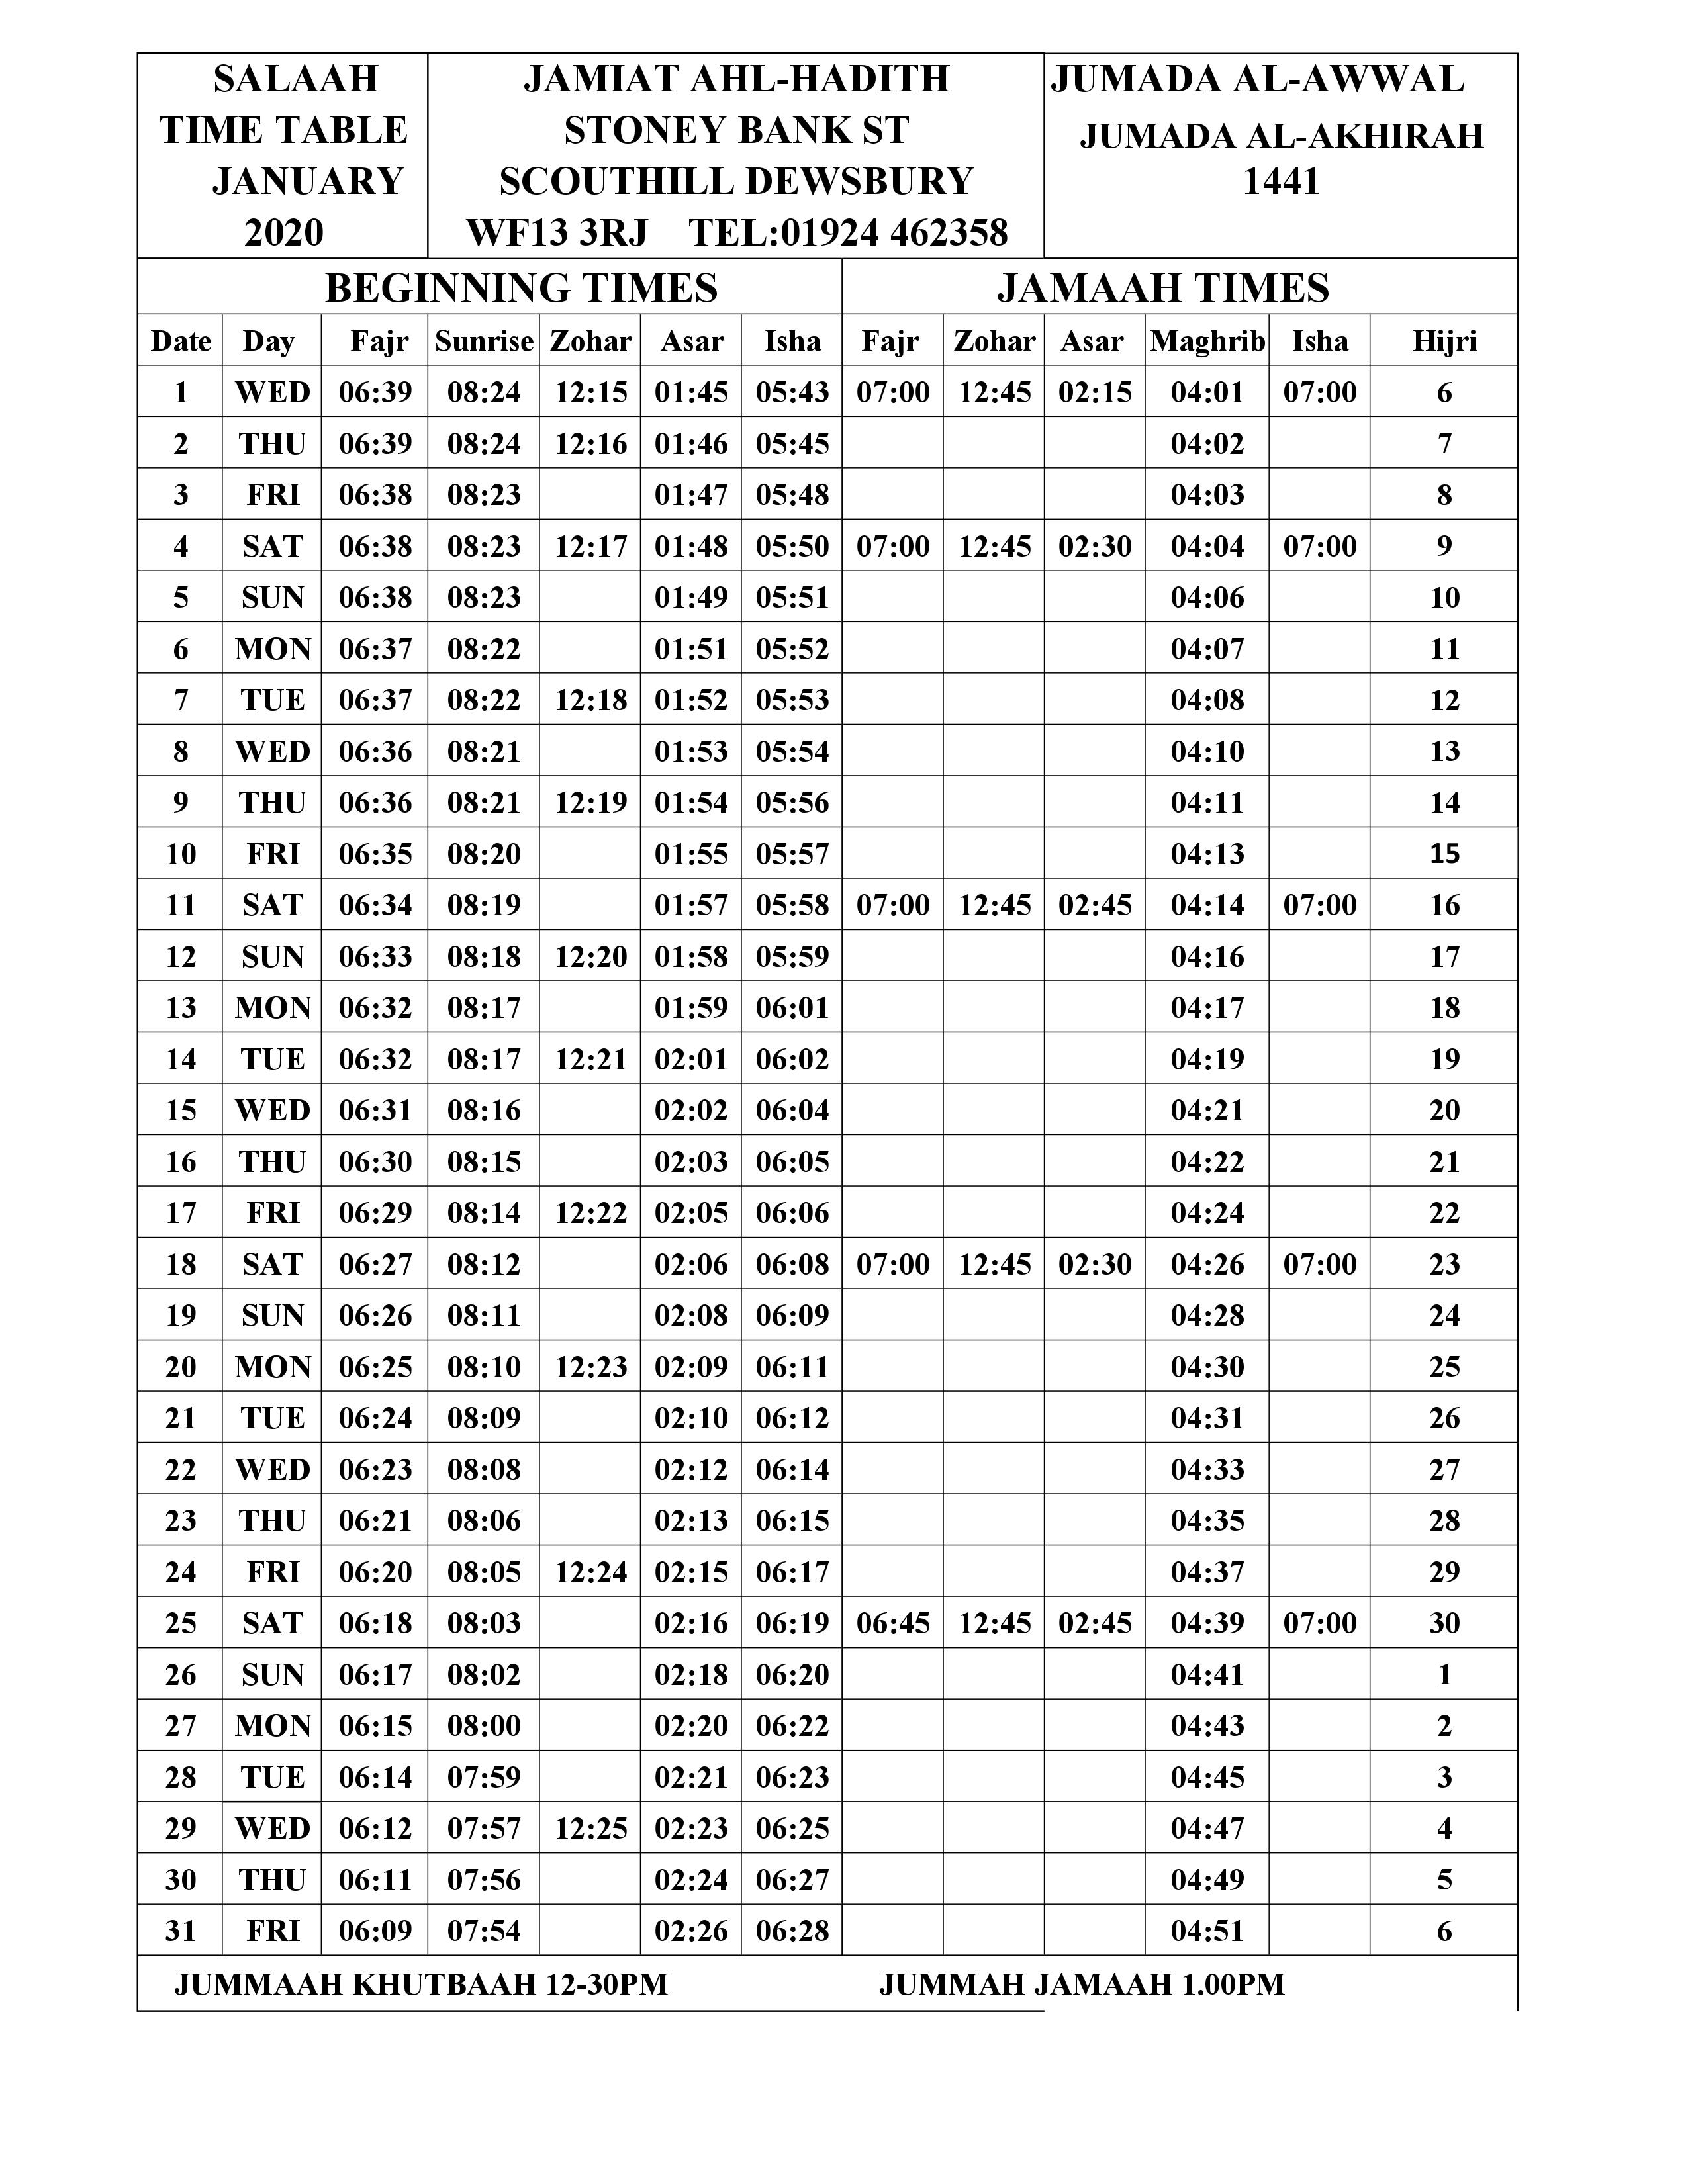 SALAAH
TIME TABLE
JANUARY
2020
JAMIAT AHL-HADITH
STONEY BANK ST
SCOUTHILL DEWSBURY
WF13 3RJ TEL:01924 462358
JUMADA AL-AWWAL
JUMADA AL-AKHIRAH
1441
BEGINNING TIMES JAMAAH TIMES
Date Day Fajr Sunrise Zohar Asar Isha Fajr Zohar Asar Maghrib Isha Hijri
1 WED 06:39 08:24 12:15 01:45 05:43 07:00 12:45 02:15 04:01 07:00 6
2 THU 06:39 08:24 12:16 01:46 05:45 04:02 7
3 FRI 06:38 08:23 01:47 05:48 04:03 8
4 SAT 06:38 08:23 12:17 01:48 05:50 07:00 12:45 02:30 04:04 07:00 9
5 SUN 06:38 08:23 01:49 05:51 04:06 10
6 MON 06:37 08:22 01:51 05:52 04:07 11
7 TUE 06:37 08:22 12:18 01:52 05:53 04:08 12
8 WED 06:36 08:21 01:53 05:54 04:10 13
9 THU 06:36 08:21 12:19 01:54 05:56 04:11 14
10 FRI 06:35 08:20 01:55 05:57 04:13 15
11 SAT 06:34 08:19 01:57 05:58 07:00 12:45 02:45 04:14 07:00 16
12 SUN 06:33 08:18 12:20 01:58 05:59 04:16 17
13 MON 06:32 08:17 01:59 06:01 04:17 18
14 TUE 06:32 08:17 12:21 02:01 06:02 04:19 19
15 WED 06:31 08:16 02:02 06:04 04:21 20
16 THU 06:30 08:15 02:03 06:05 04:22 21
17 FRI 06:29 08:14 12:22 02:05 06:06 04:24 22
18 SAT 06:27 08:12 02:06 06:08 07:00 12:45 02:30 04:26 07:00 23
19 SUN 06:26 08:11 02:08 06:09 04:28 24
20 MON 06:25 08:10 12:23 02:09 06:11 04:30 25
21 TUE 06:24 08:09 02:10 06:12 04:31 26
22 WED 06:23 08:08 02:12 06:14 04:33 27
23 THU 06:21 08:06 02:13 06:15 04:35 28
24 FRI 06:20 08:05 12:24 02:15 06:17 04:37 29
25 SAT 06:18 08:03 02:16 06:19 06:45 12:45 02:45 04:39 07:00 30
26 SUN 06:17 08:02 02:18 06:20 04:41 1
27 MON 06:15 08:00 02:20 06:22 04:43 2
28 TUE 06:14 07:59 02:21 06:23 04:45 3
29 WED 06:12 07:57 12:25 02:23 06:25 04:47 4
30 THU 06:11 07:56 02:24 06:27 04:49 5
31 FRI 06:09 07:54 02:26 06:28 04:51 6
JUMMAAH KHUTBAAH 12-30PM JUMMAH JAMAAH 1.00PM